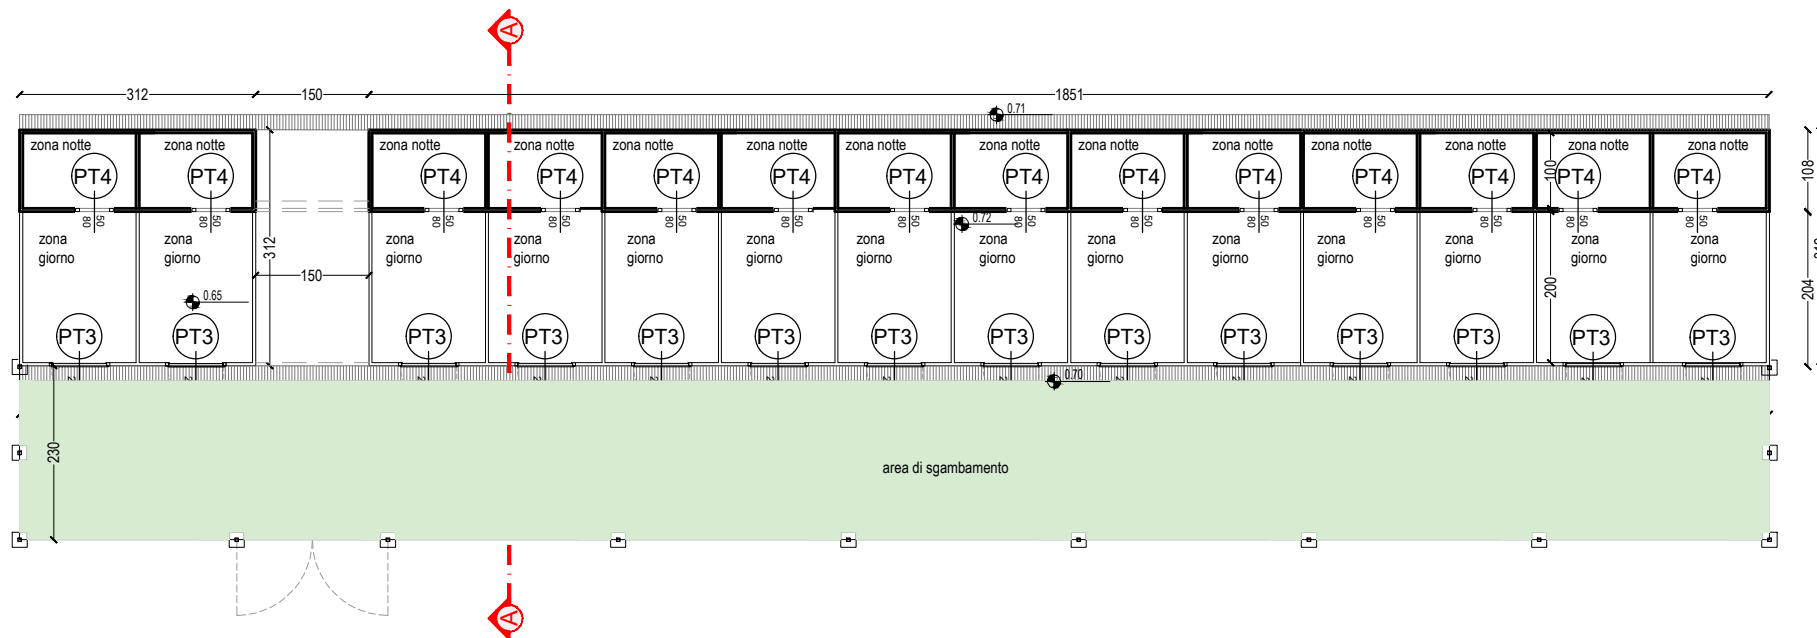 A
312 150 1851
0.71
zona notte zona notte zona notte zona notte zona notte zona notte zona notte zona notte zona notte zona notte zona notte zona notte zona notte zona notte
PT4 PT4 PT4 PT4 PT4 PT4 PT4 PT4 PT4 PT4 PT4 PT4 PT4 PT4
100 108
50 50 50 50 50 50 50 50 50 50 50 50 50 50
80 80 80 80 80 80 80 80 80 80 80 80 80 80
0.72
zona zona zona zona zona zona zona zona zona zona zona zona zona zona
giorno giorno giorno giorno giorno giorno giorno giorno giorno giorno giorno giorno giorno giorno
312
150
200 204
0.65
PT3 PT3 PT3 PT3 PT3 PT3 PT3 PT3 PT3 PT3 PT3 PT3 PT3 PT3
0.70
230
area di sgambamento
A